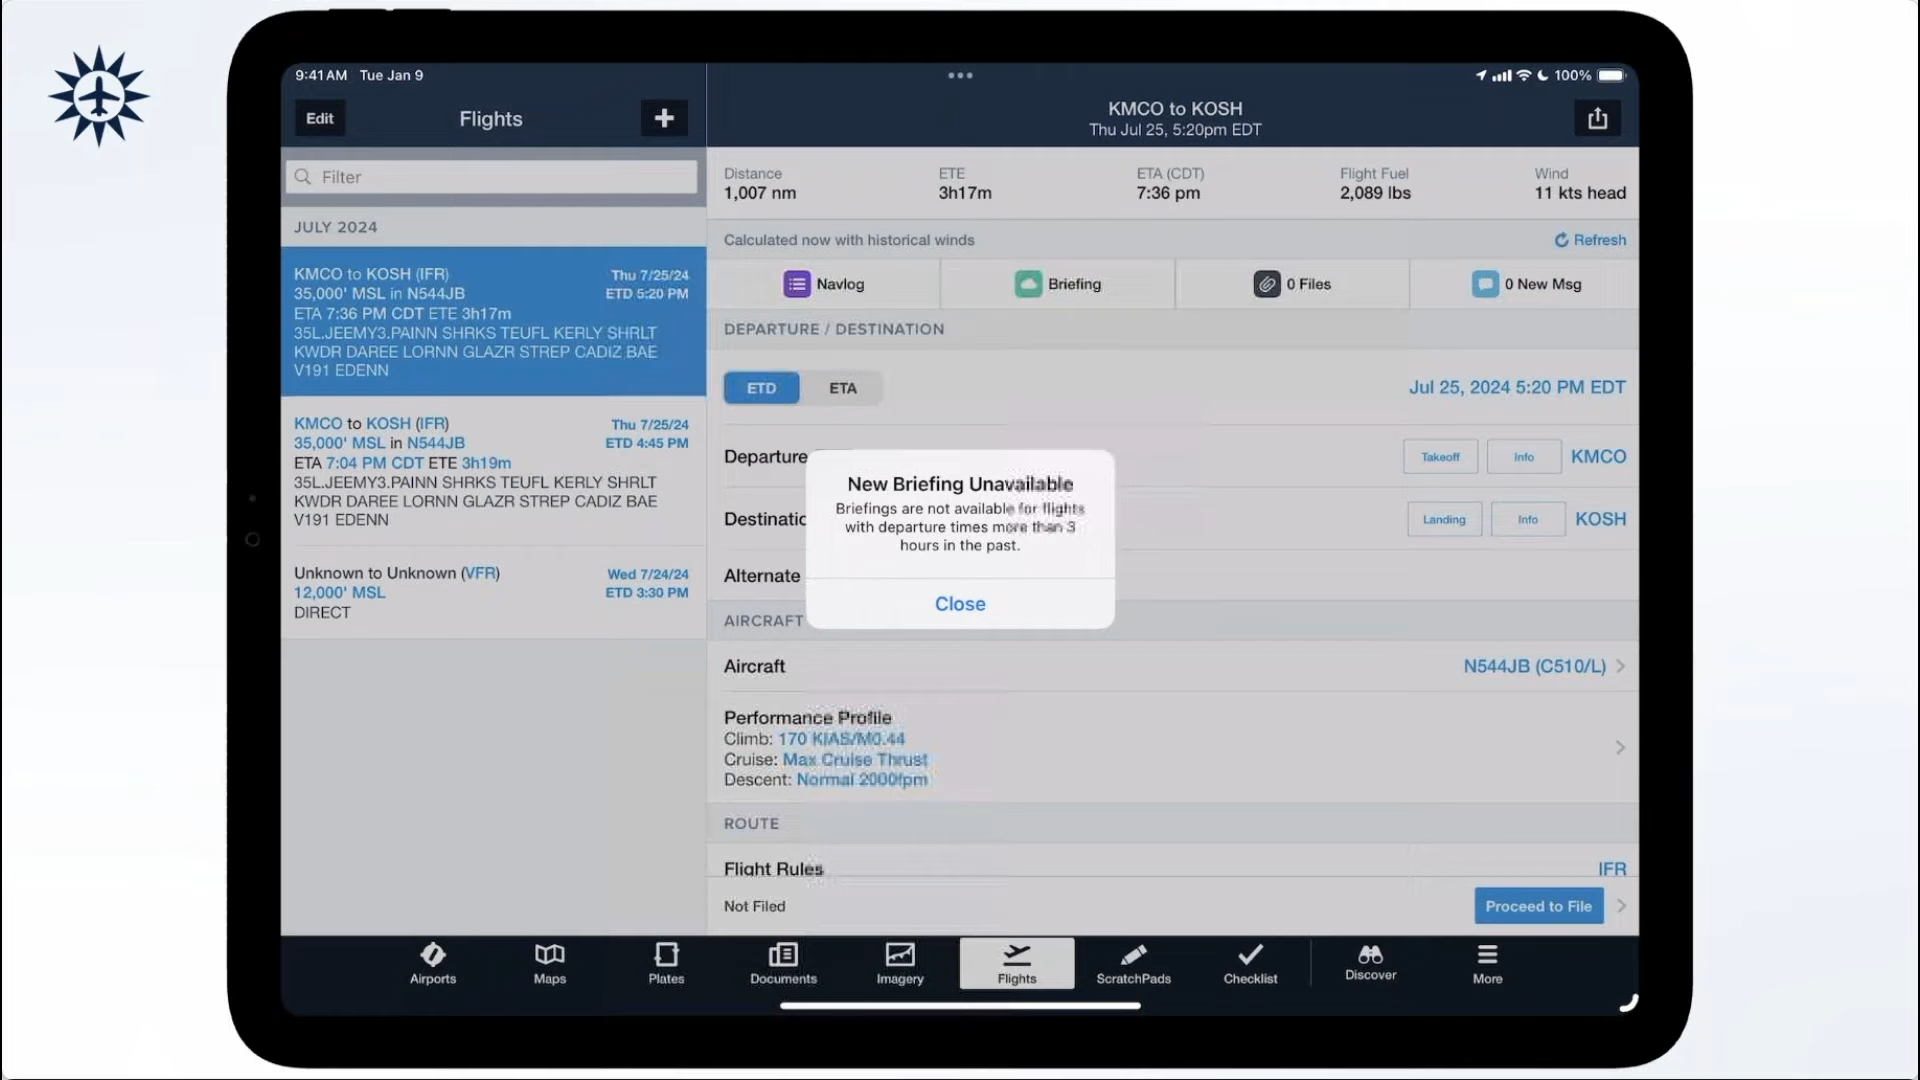 9:41 AM Tue Jan 9
100%
Edit
Flights
+
KMCO to KOSH
Thu Jul 25, 5:20pm EDT
Filter
JULY 2024
KMCO to KOSH (IFR)
Thu 7/25/24
35,000' MSL in N544JB
ETD 5:20 PM
ETA 7:36 PM CDT ETE 3h17m
35L.JEEMY3.PAINN SHRKS TEUFL KERLY SHRLT
KWDR DAREE LORNN GLAZR STREP CADIZ BAE
V191 EDENN
KMCO to KOSH (IFR)
Thu 7/25/24
35,000' MSL in N544JB
ETD 4:45 PM
ETA 7:04 PM CDT ETE 3h19m
35L.JEEMY3.PAINN SHRKS TEUFL KERLY SHRLT
KWDR DAREE LORNN GLAZR STREP CADIZ BAE
V191 EDENN
Unknown to Unknown (VFR)
Wed 7/24/24
12,000' MSL
ETD 3:30 PM
DIRECT
Distance
1,007 nm
ETE
3h17m
ETA (CDT)
7:36 pm
Flight Fuel
2,089 lbs
Wind
11 kts head
Calculated now with historical winds
Refresh
Navlog
Briefing
0 Files
0 New Msg
DEPARTURE / DESTINATION
ETD
ETA
Jul 25, 2024 5:20 PM EDT
Departure
Takeoff
Info
KMCO
Destinatio
Landing
Info
KOSH
Alternate
New Briefing Unavailable
Briefings are not available for flights
with departure times more than 3
hours in the past.
Close
AIRCRAFT
Aircraft
N544JB (C510/L)
Performance Profile
Climb: 170 KIAS/M0.44
Cruise: Max Cruise Thrust
Descent: Normal 2000fpm
ROUTE
Flight Rules
IFR
Not Filed
Proceed to File
Airports
Maps
Plates
Documents
Imagery
Flights
ScratchPads
Checklist
Discover
More